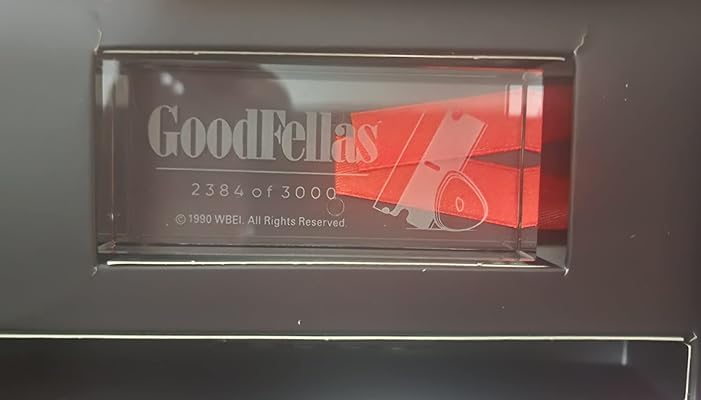 GoodFellas
2384 of 3000
© 1990 WBEI. All Rights Reserved.